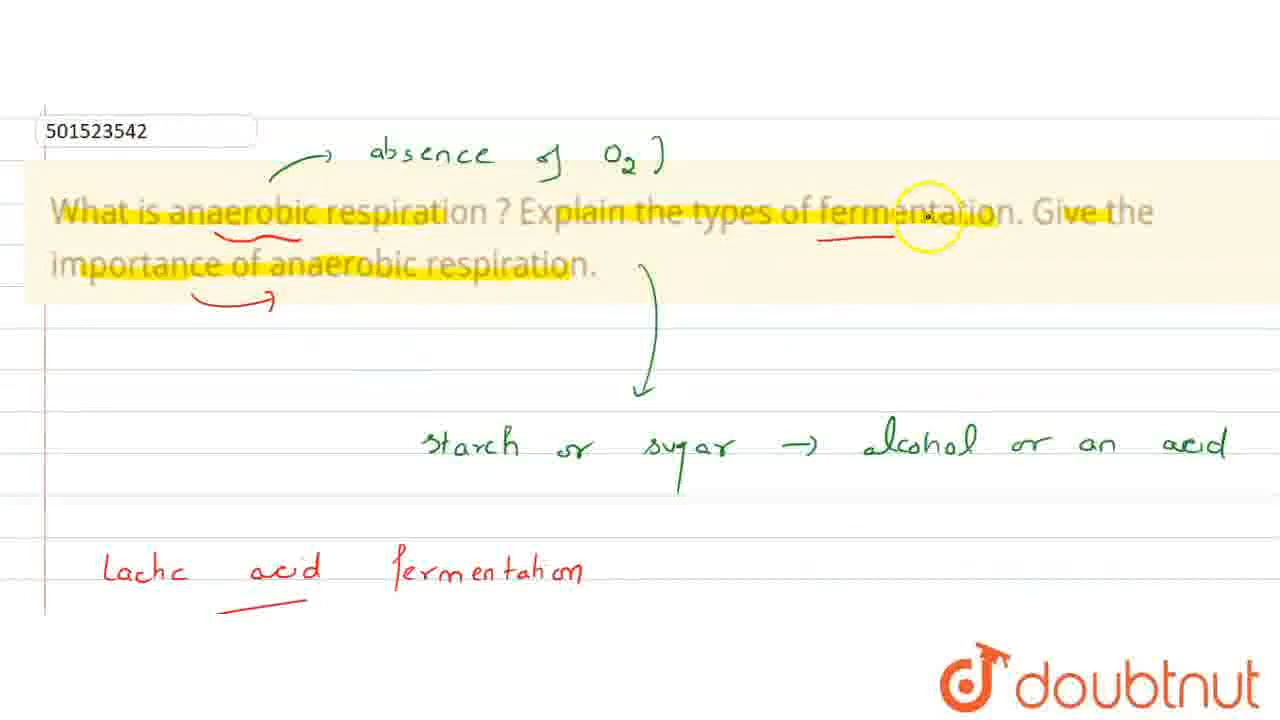 501523542
absence of O2)
What is anaerobic respiration ? Explain the types of fermentation. Give the
importance of anaerobic respiration.
starch or sugar → alcohol or an acid
Lactic acid fermentation
doubtnut